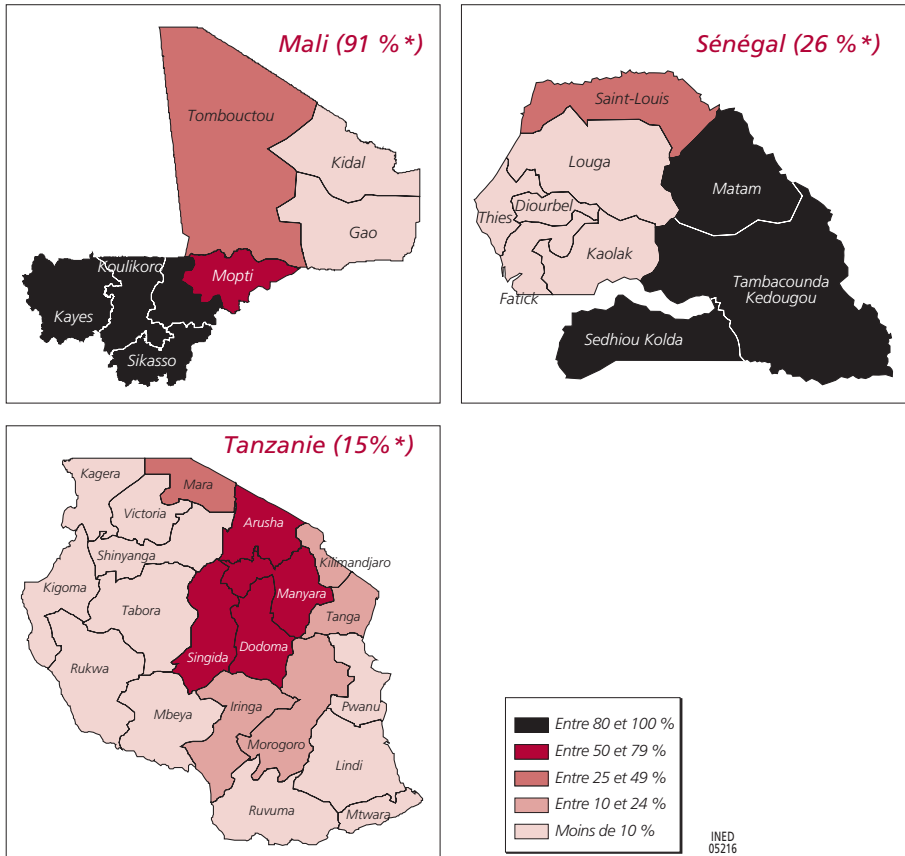 Mali (91 %*)
Tombouctou
Kidal
Gao
Mopti
Koulikoro
Kayes
Sikasso
Sénégal (26 %*)
Saint-Louis
Louga
Matam
Diourbel
Thies
Kaolak
Fatick
Tambacounda
Kedougou
Sedhiou Kolda
Tanzanie (15%*)
Kagera
Mara
Victoria
Arusha
Shinyanga
Kilimandjaro
Kigoma
Tabora
Manyara
Tanga
Singida
Dodoma
Rukwa
Iringa
Mbeya
Pwanu
Morogoro
Lindi
Ruvuma
Mtwara
Entre 80 et 100 %
Entre 50 et 79 %
Entre 25 et 49 %
Entre 10 et 24 %
Moins de 10 %
INED
05216